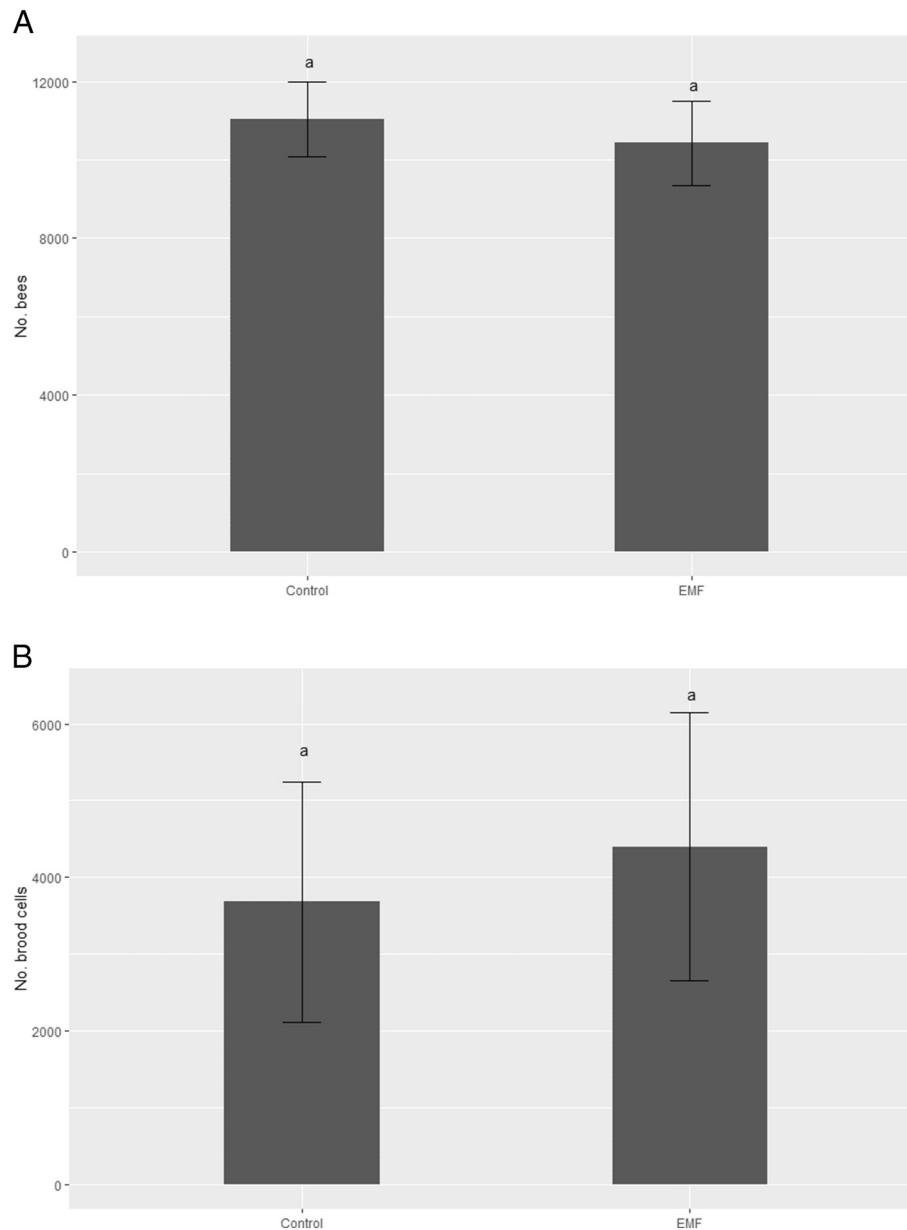 A
a
a
12000
8000
4000
0
No. bees
Control EMF
B
a
a
6000
4000
2000
0
No. brood cells
Control EMF